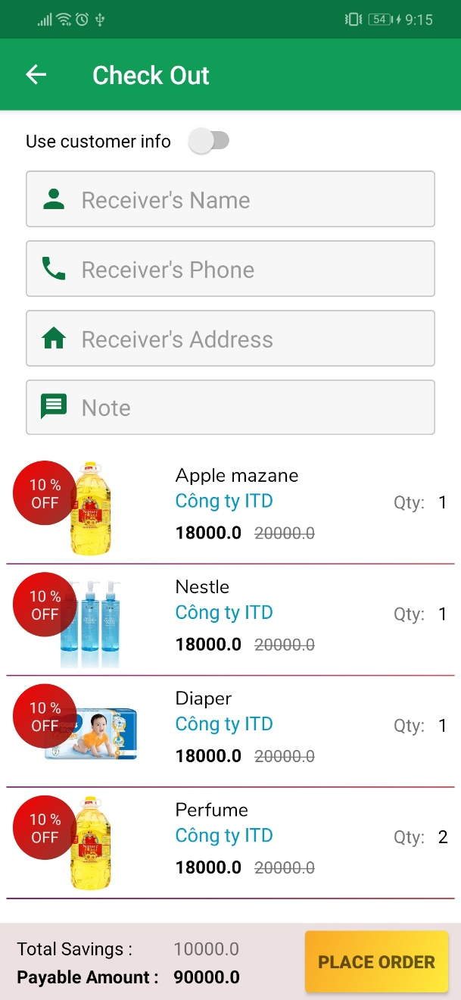 54 9:15
Check Out
Use customer info
Receiver's Name
Receiver's Phone
Receiver's Address
Note
10 %
OFF
Apple mazane
Công ty ITD
18000.0 20000.0
Qty: 1
10 %
OFF
Nestle
Công ty ITD
18000.0 20000.0
Qty: 1
10 %
OFF
Diaper
Công ty ITD
18000.0 20000.0
Qty: 1
10 %
OFF
Perfume
Công ty ITD
18000.0 20000.0
Qty: 2
Total Savings : 10000.0
Payable Amount : 90000.0
PLACE ORDER